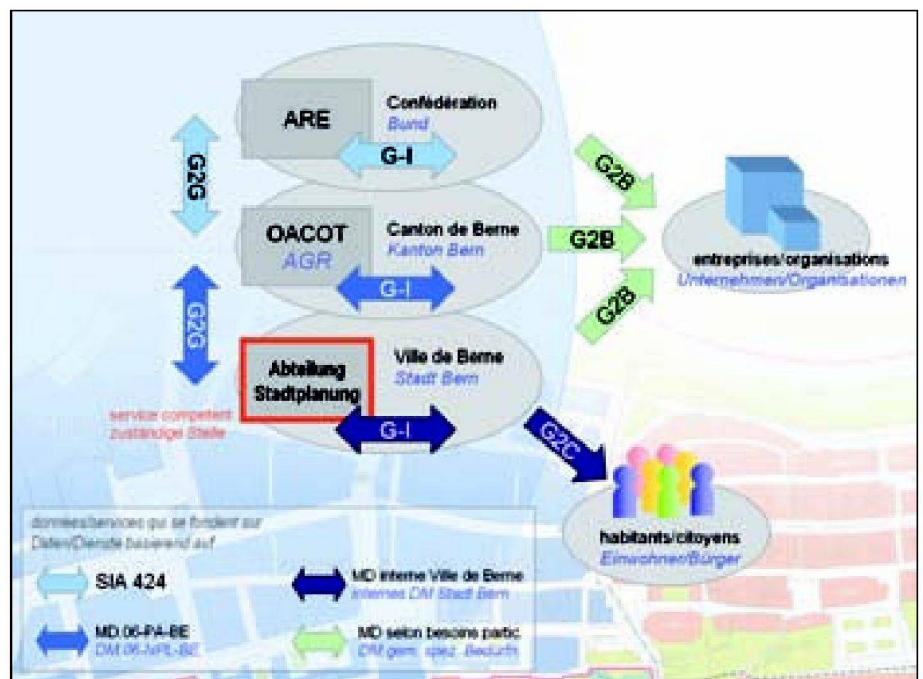 ARE
Confédération
Bund
G-I
G2G
G2B
OACOT
AGR
Canton de Berne
Kanton Bern
G-I
G2B
entreprises/organisations
Unternehmen/Organisationen
G2G
G2B
Abteilung
Stadtplanung
Ville de Berne
Stadt Bern
G-I
service competent
zuständige Stelle
G2C
habitants/citoyens
Einwohner/Bürger
données/services qui se fondent sur
Daten/Dienste basierend auf
SIA 424
MD interne Ville de Berne
internes DM Stadt Bern
MD.06-PA-BE
DM.06-NPL-BE
MD selon besoins partic.
DM gem. spez. Bedürfn.